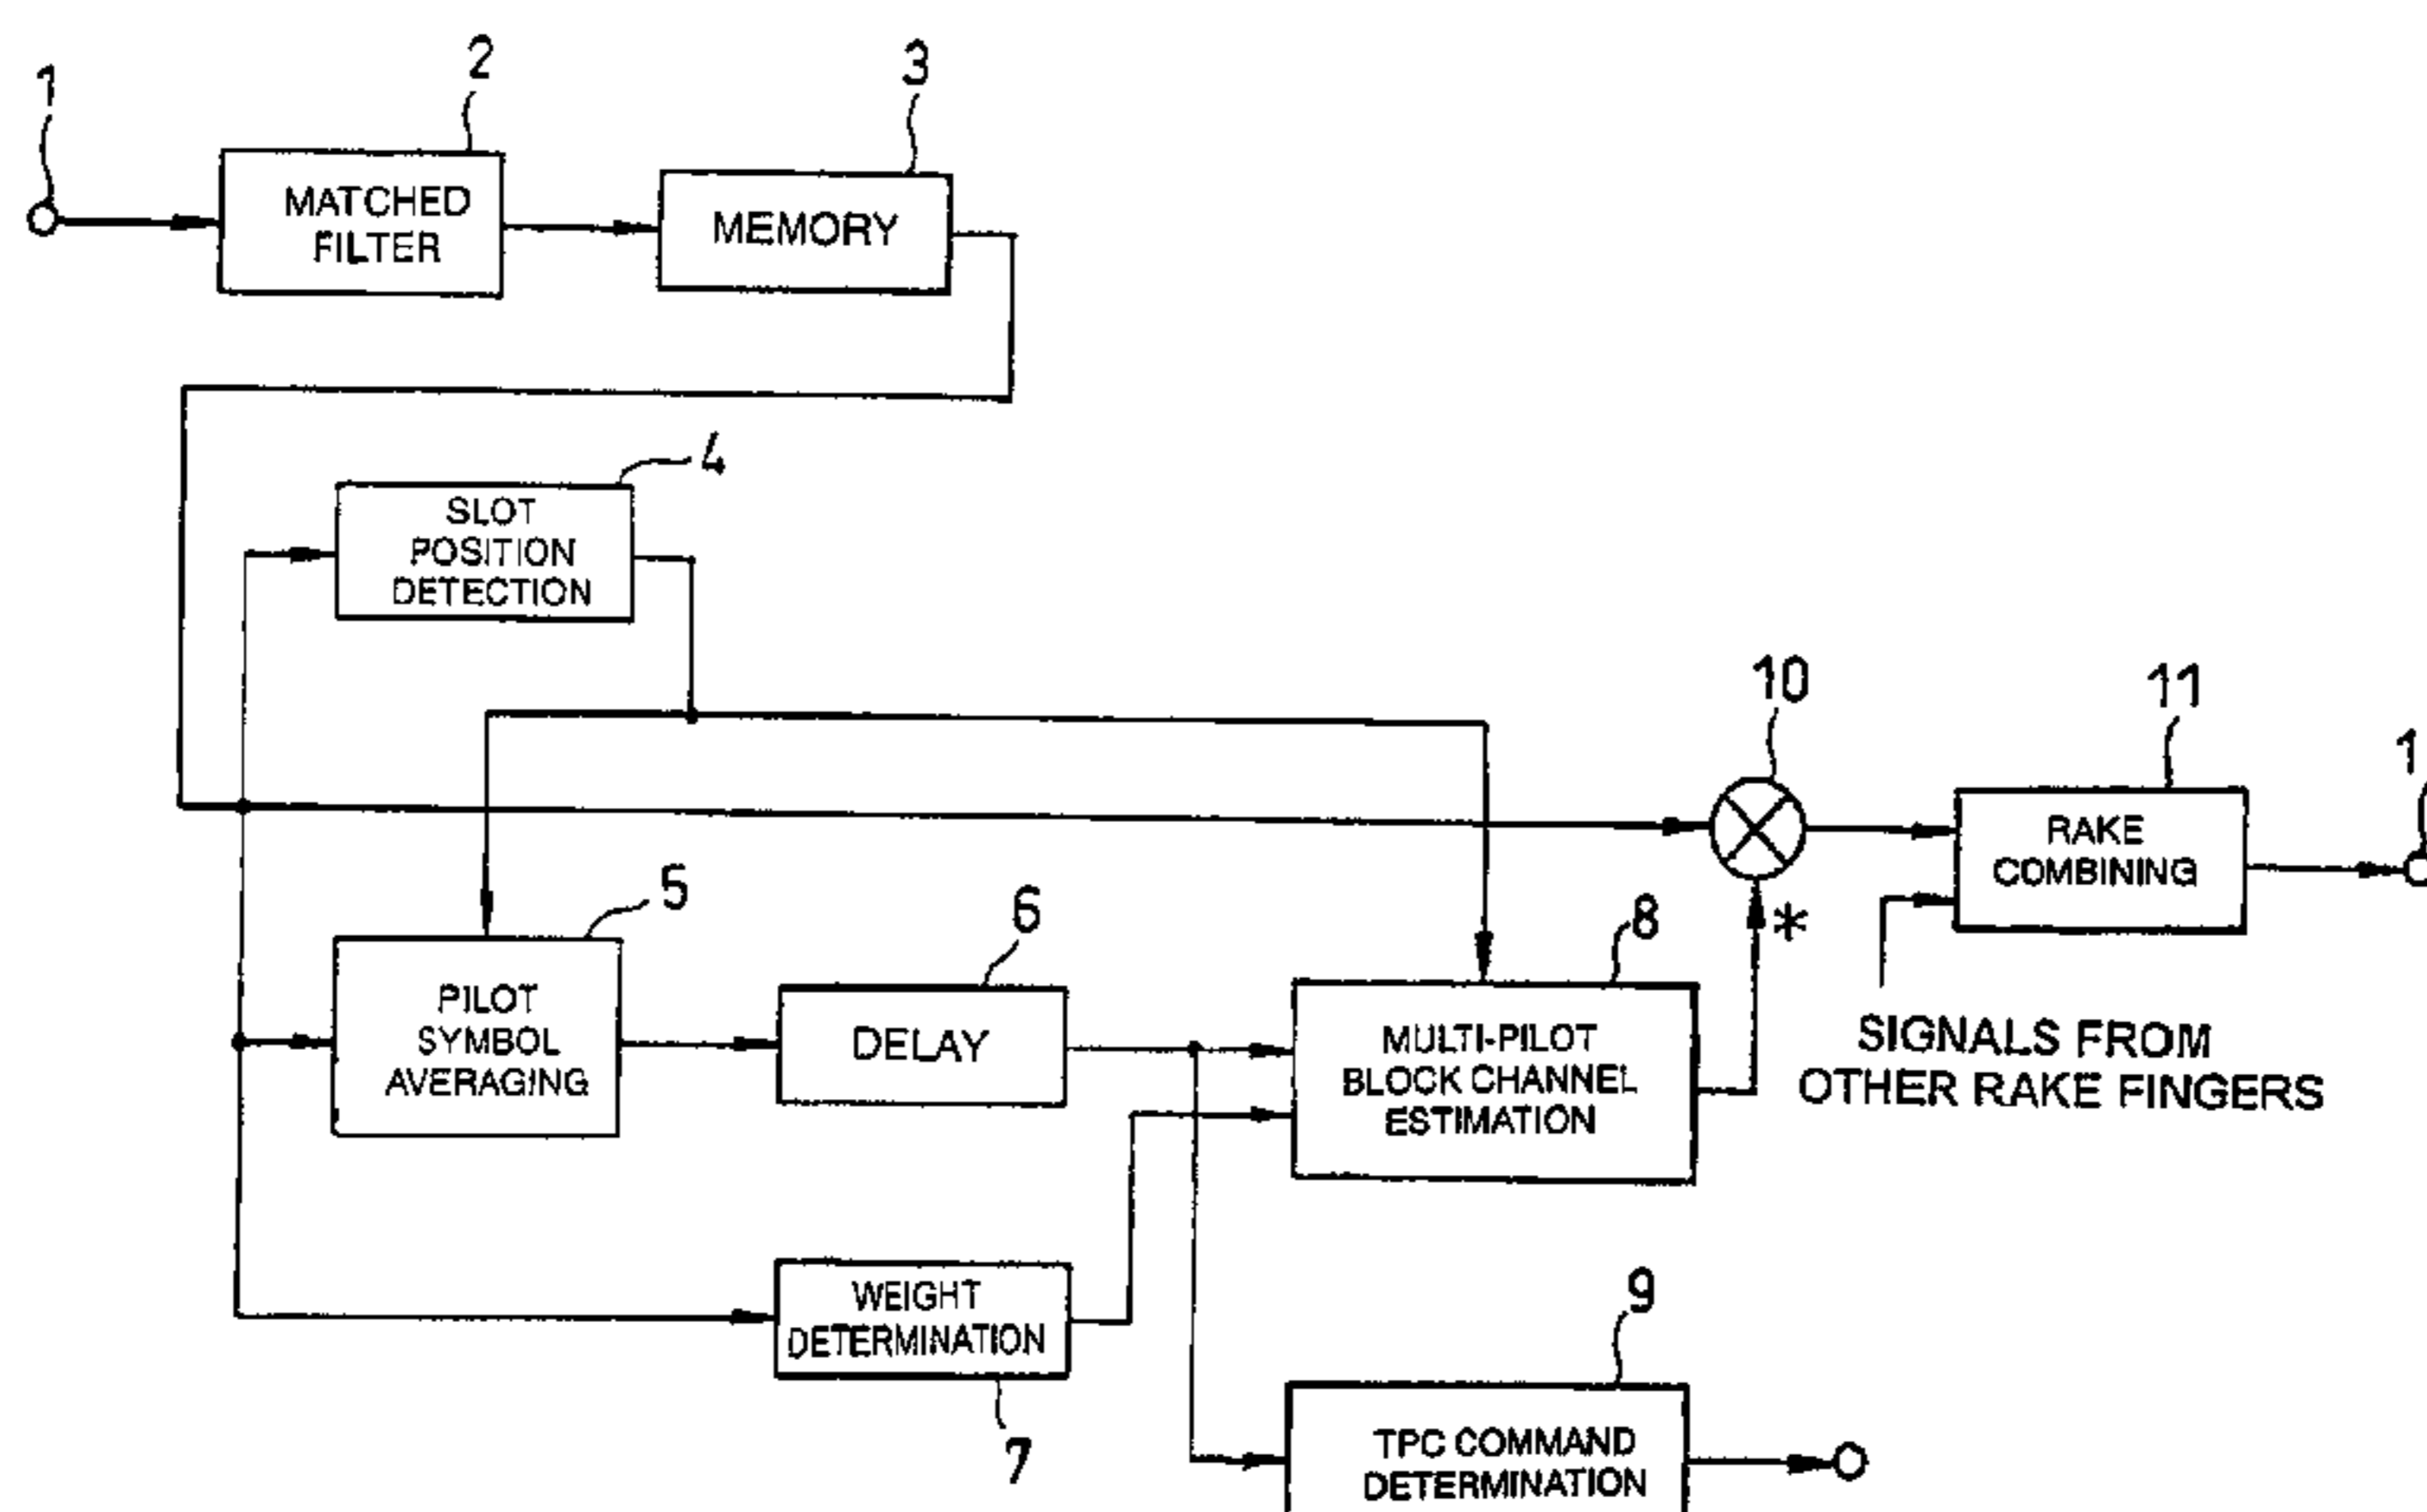 1
2
3
MATCHED
FILTER
MEMORY
4
SLOT
POSITION
DETECTION
10
11
RAKE
COMBINING
5
6
8
*
PILOT
SYMBOL
AVERAGING
DELAY
MULTI-PILOT
BLOCK CHANNEL
ESTIMATION
SIGNALS FROM
OTHER RAKE FINGERS
WEIGHT
DETERMINATION
7
9
TPC COMMAND
DETERMINATION